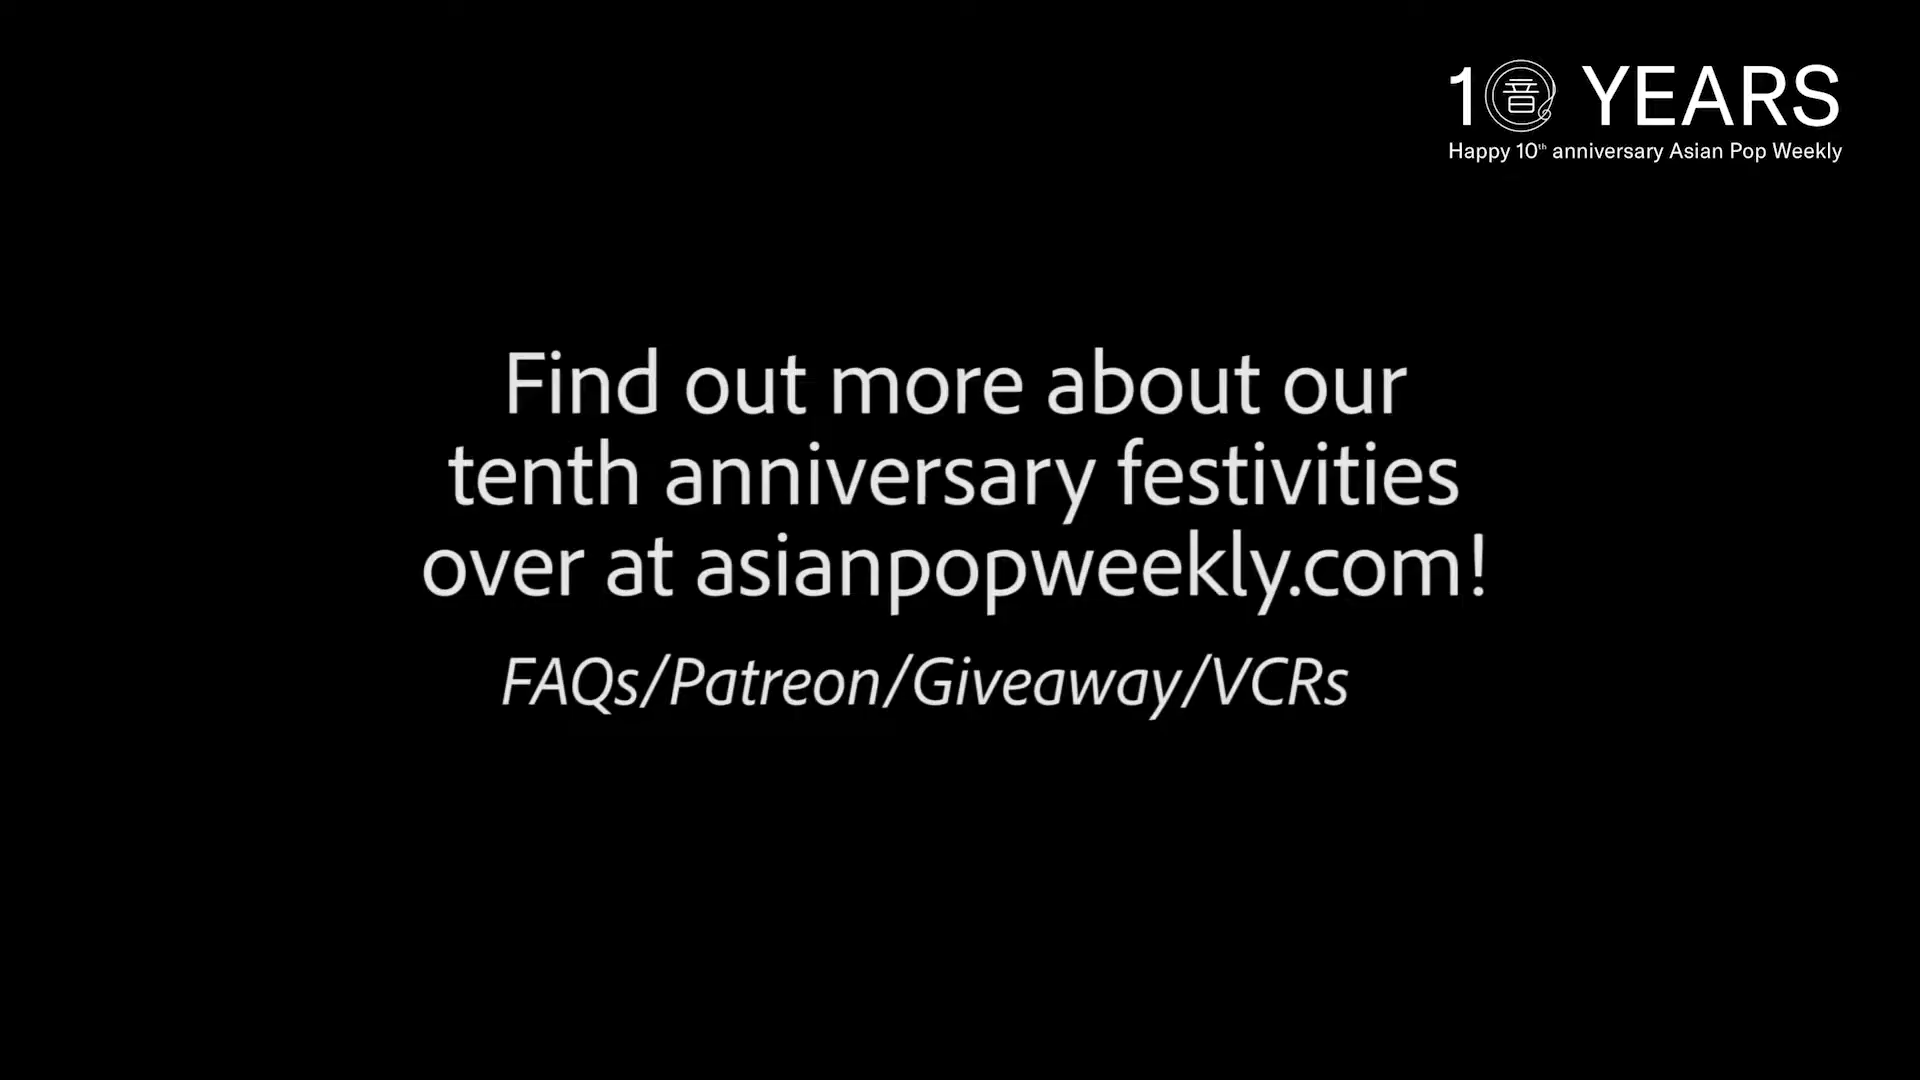 10 YEARS
音
Happy 10th anniversary Asian Pop Weekly
Find out more about our
tenth anniversary festivities
over at asianpopweekly.com!
FAQs/Patreon/Giveaway/VCRs